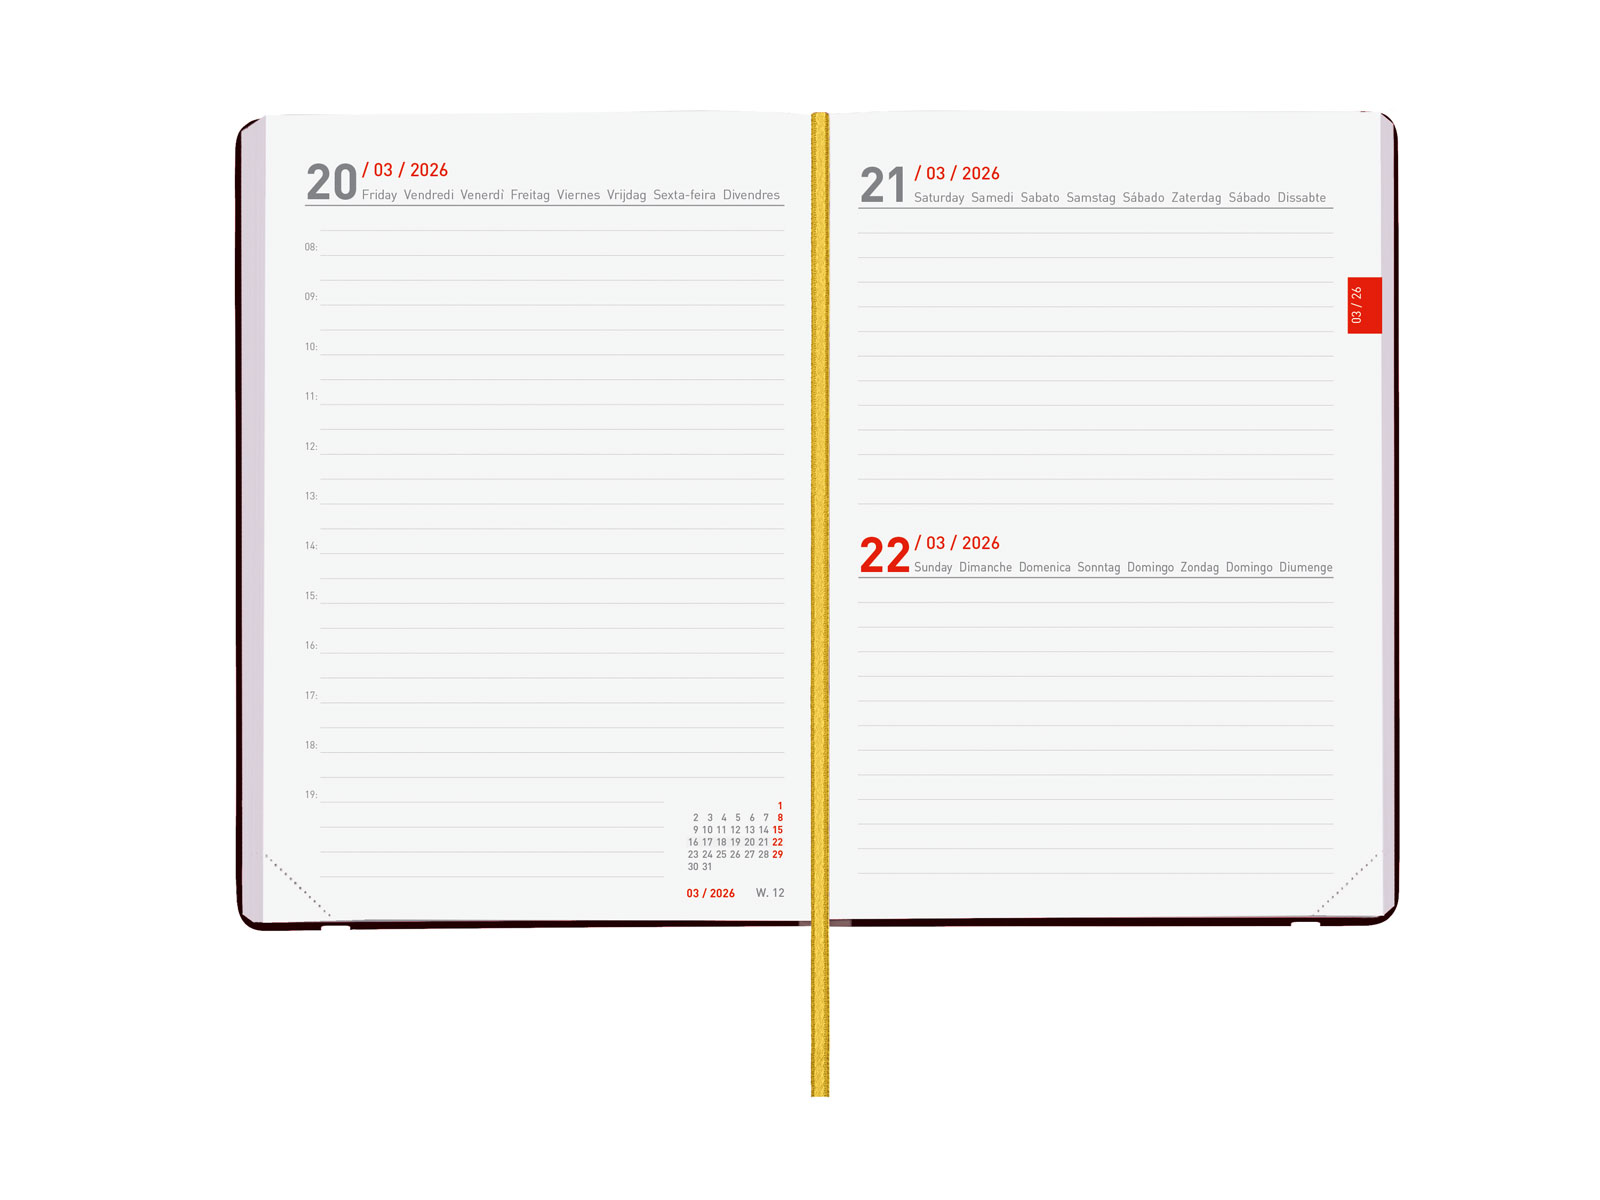 20 / 03 / 2026
Friday Vendredi Venerdì Freitag Viernes Vrijdag Sexta-feira Divendres
08:
09:
10:
11:
12:
13:
14:
15:
16:
17:
18:
19:
1
2 3 4 5 6 7 8
9 10 11 12 13 14 15
16 17 18 19 20 21 22
23 24 25 26 27 28 29
30 31
03 / 2026 W. 12
21 / 03 / 2026
Saturday Samedi Sabato Samstag Sábado Zaterdag Sábado Dissabte
03 / 26
22 / 03 / 2026
Sunday Dimanche Domenica Sonntag Domingo Zondag Domingo Diumenge